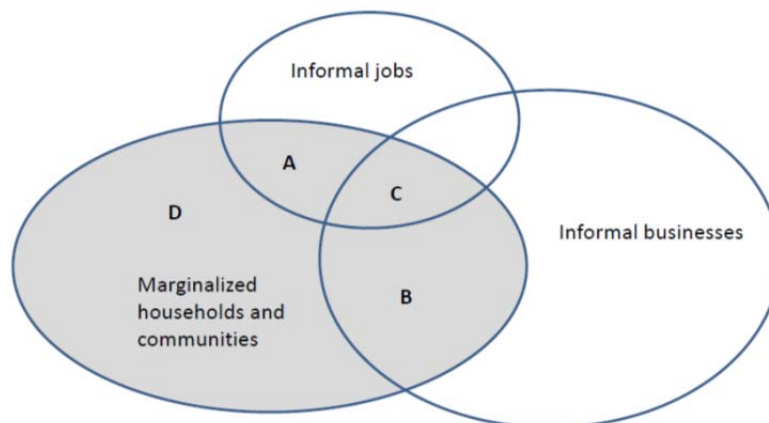 Informal jobs
A
C
D
Informal businesses
Marginalized
households and
communities
B